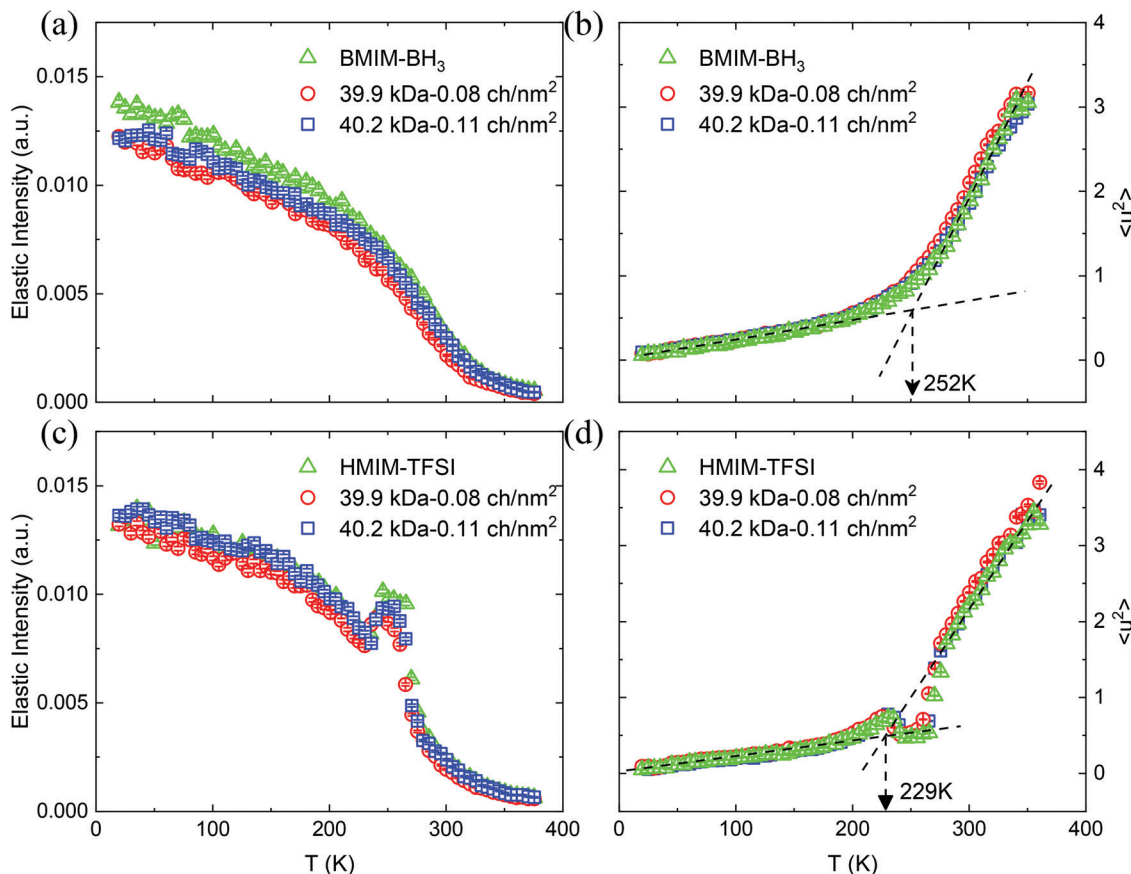 (a)
BMIM-BH3
39.9 kDa-0.08 ch/nm2
40.2 kDa-0.11 ch/nm2
0.015
0.010
0.005
0.000
Elastic Intensity (a.u.)
(b)
BMIM-BH3
39.9 kDa-0.08 ch/nm2
40.2 kDa-0.11 ch/nm2
252K
4
3
2
1
0
<u2>
(c)
HMIM-TFSI
39.9 kDa-0.08 ch/nm2
40.2 kDa-0.11 ch/nm2
0.015
0.010
0.005
0.000
Elastic Intensity (a.u.)
0 100 200 300 400
T (K)
(d)
HMIM-TFSI
39.9 kDa-0.08 ch/nm2
40.2 kDa-0.11 ch/nm2
229K
4
3
2
1
0
<u2>
0 100 200 300 400
T (K)